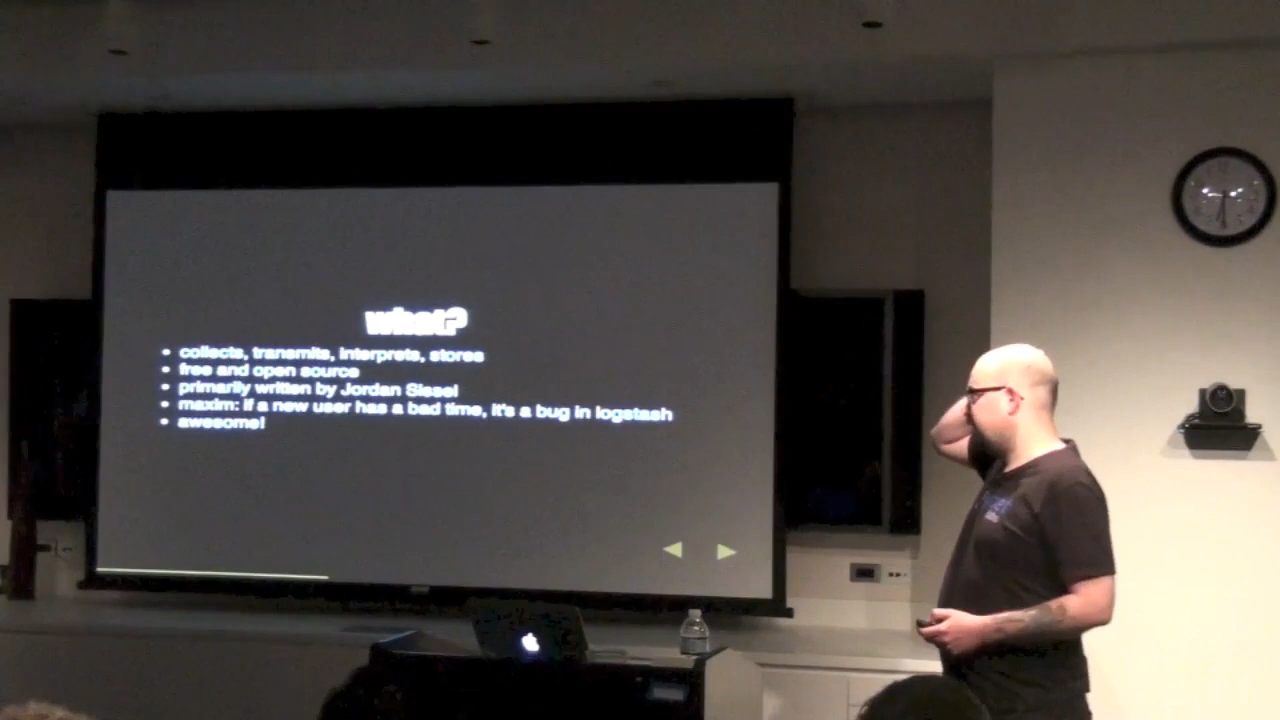 what?
• collects, transmits, interprets, stores
• free and open source
• primarily written by Jordan Sissel
• maxim: if a new user has a bad time, it's a bug in logstash
• awesome!